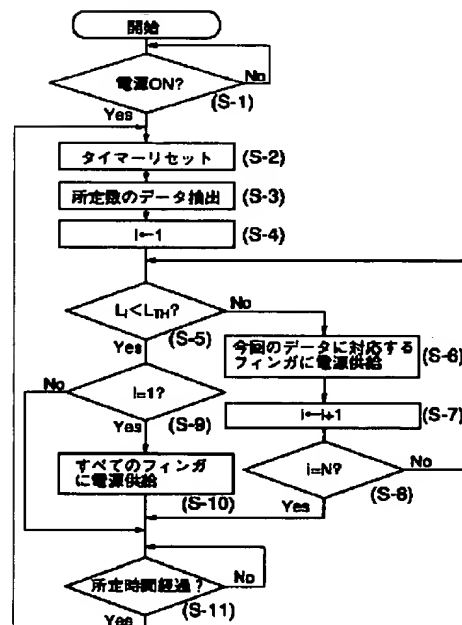 開始
電源ON?
No
(S-1)
Yes
タイマーリセット
(S-2)
所定数のデータ抽出
(S-3)
i←1
(S-4)
Li<LTH?
No
(S-5)
Yes
今回のデータに対応する
フィンガに電源供給
(S-6)
i←i+1
(S-7)
i=N?
No
(S-8)
Yes
No
i=1?
(S-9)
Yes
すべてのフィンガ
に電源供給
(S-10)
所定時間経過?
No
(S-11)
Yes